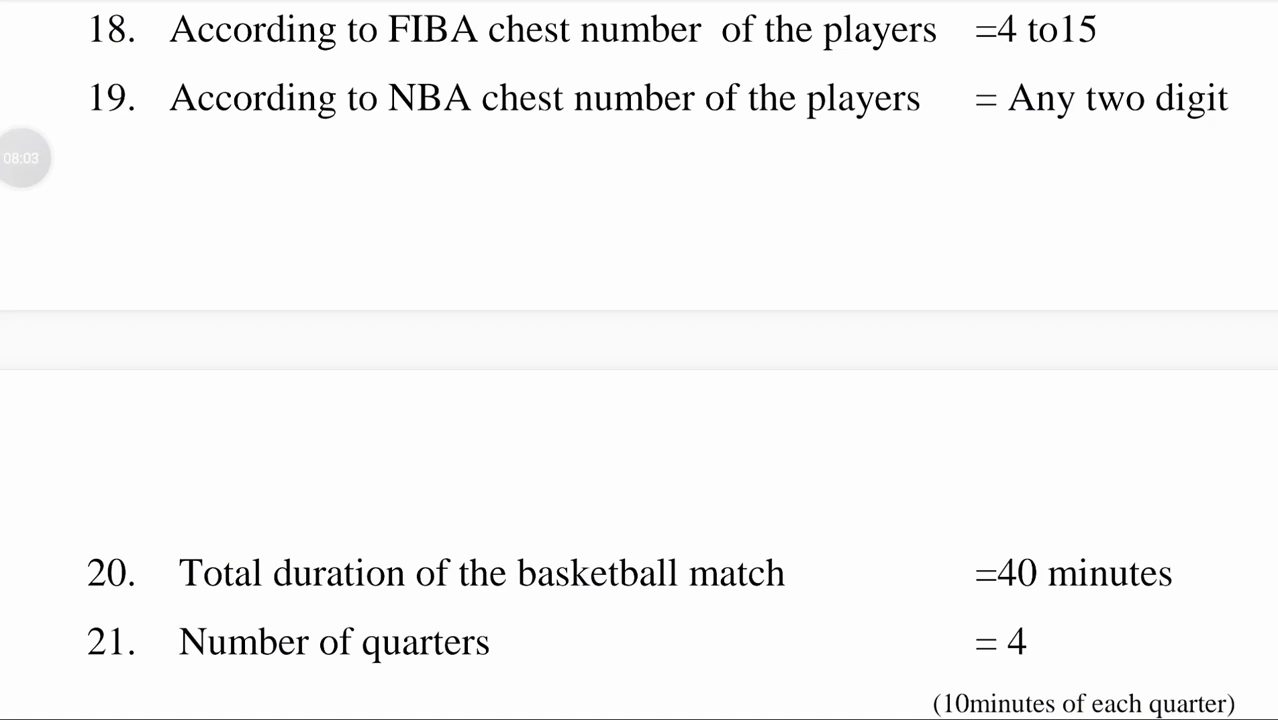 18. According to FIBA chest number of the players =4 to15
19. According to NBA chest number of the players = Any two digit
08:03
20. Total duration of the basketball match =40 minutes
21. Number of quarters = 4
(10minutes of each quarter)